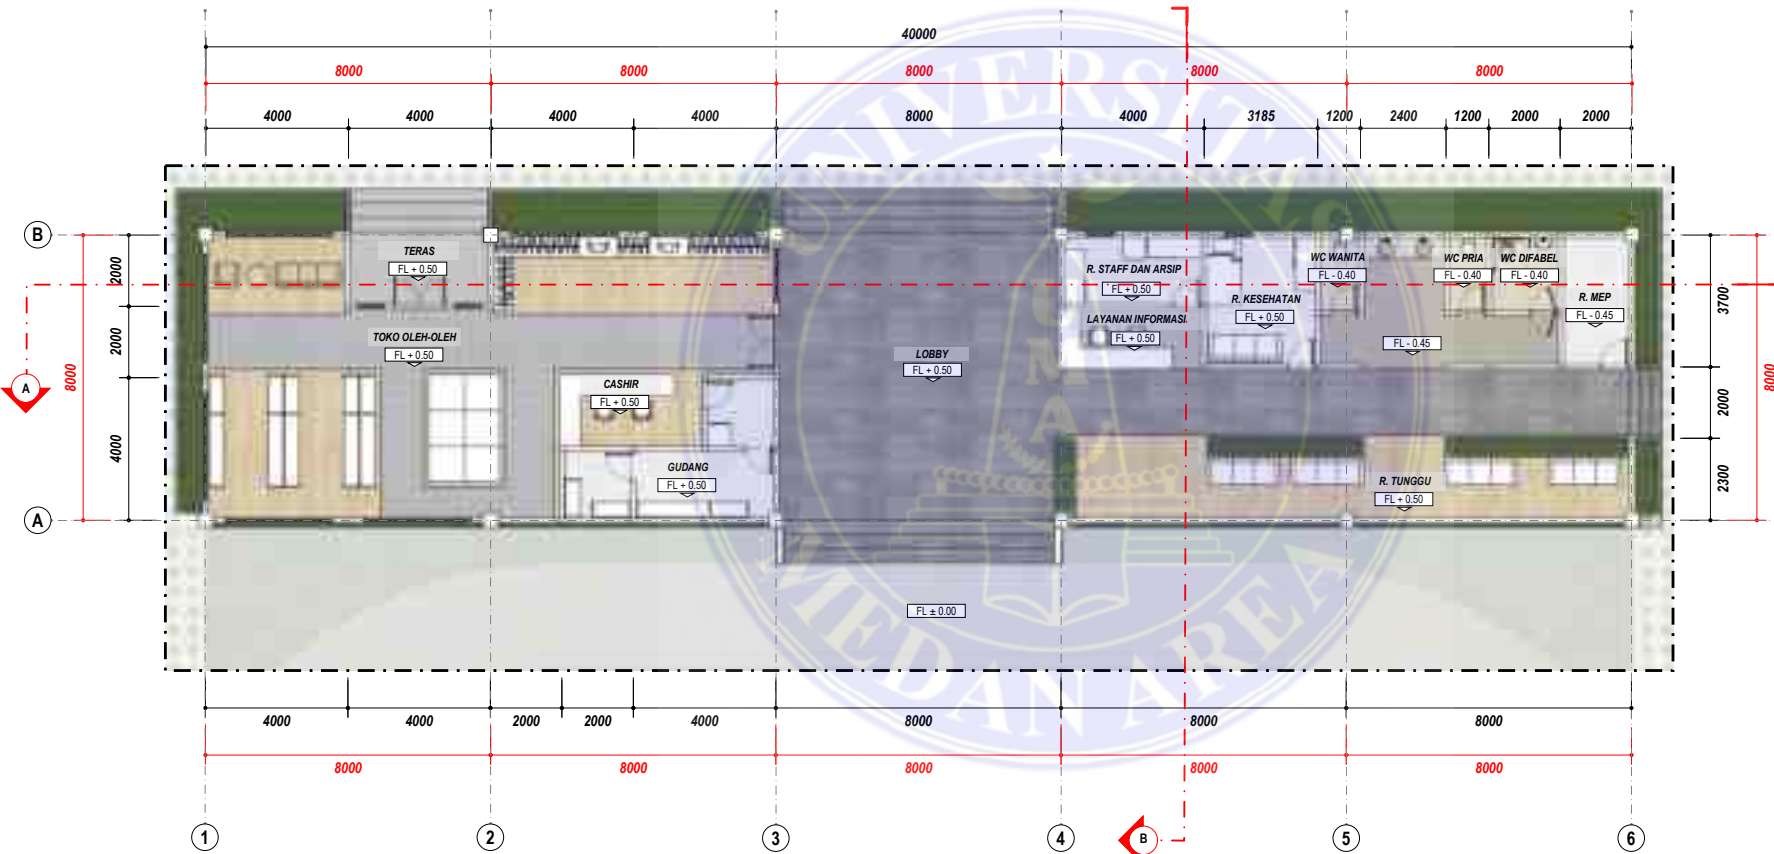 40000
8000 8000 8000 8000 8000
4000 4000 4000 4000 8000 4000 3185 1200 2400 1200 2000 2000
UNIVERSITAS
B
2000
2000
8000
4000
A
A
TERAS
FL + 0.50
TOKO OLEH-OLEH
FL + 0.50
CASHIR
FL + 0.50
GUDANG
FL + 0.50
LOBBY
FL + 0.50
R. STAFF DAN ARSIP
FL + 0.50
LAYANAN INFORMASI
FL + 0.50
R. KESEHATAN
FL + 0.50
WC WANITA
FL - 0.40
WC PRIA
FL - 0.40
WC DIFABEL
FL - 0.40
R. MEP
FL - 0.45
FL - 0.45
R. TUNGGU
FL + 0.50
3700
2000
8000
2300
UMA
FL ± 0.00
MEDAN AREA
4000 4000 2000 2000 4000 8000 8000 8000
8000 8000 8000 8000 8000
1 2 3 4 B 5 6